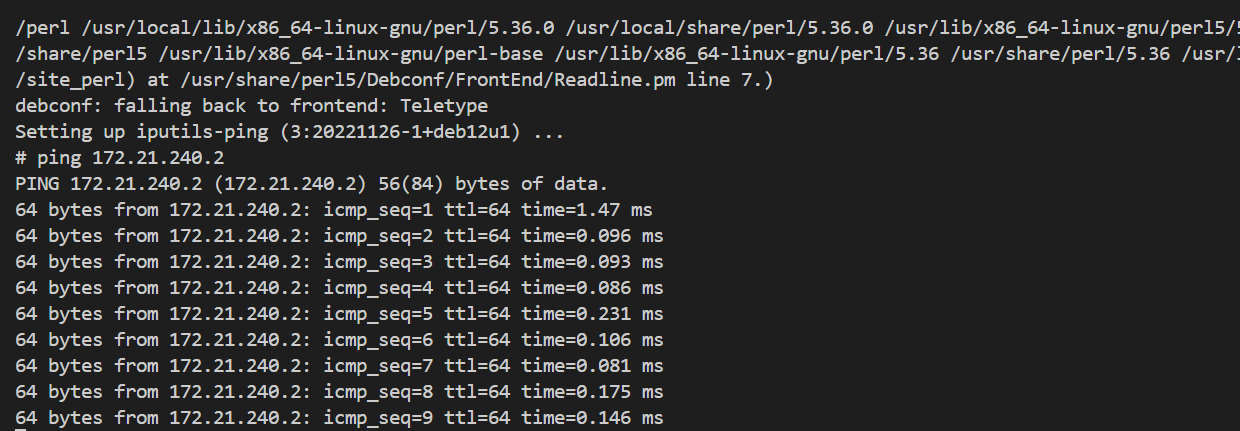 /perl /usr/local/lib/x86_64-linux-gnu/perl/5.36.0 /usr/local/share/perl/5.36.0 /usr/lib/x86_64-linux-gnu/perl5/5
/share/perl5 /usr/lib/x86_64-linux-gnu/perl-base /usr/lib/x86_64-linux-gnu/perl/5.36 /usr/share/perl/5.36 /usr/l
/site_perl) at /usr/share/perl5/Debconf/FrontEnd/Readline.pm line 7.)
debconf: falling back to frontend: Teletype
Setting up iputils-ping (3:20221126-1+deb12u1) ...
# ping 172.21.240.2
PING 172.21.240.2 (172.21.240.2) 56(84) bytes of data.
64 bytes from 172.21.240.2: icmp_seq=1 ttl=64 time=1.47 ms
64 bytes from 172.21.240.2: icmp_seq=2 ttl=64 time=0.096 ms
64 bytes from 172.21.240.2: icmp_seq=3 ttl=64 time=0.093 ms
64 bytes from 172.21.240.2: icmp_seq=4 ttl=64 time=0.086 ms
64 bytes from 172.21.240.2: icmp_seq=5 ttl=64 time=0.231 ms
64 bytes from 172.21.240.2: icmp_seq=6 ttl=64 time=0.106 ms
64 bytes from 172.21.240.2: icmp_seq=7 ttl=64 time=0.081 ms
64 bytes from 172.21.240.2: icmp_seq=8 ttl=64 time=0.175 ms
64 bytes from 172.21.240.2: icmp_seq=9 ttl=64 time=0.146 ms